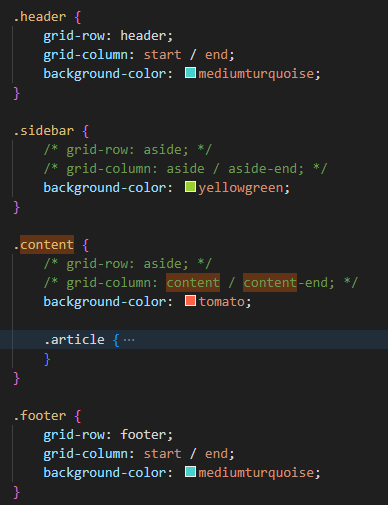 .header {
grid-row: header;
grid-column: start / end;
background-color: mediumturquoise;
}
.sidebar {
/* grid-row: aside; */
/* grid-column: aside / aside-end; */
background-color: yellowgreen;
}
.content {
/* grid-row: aside; */
/* grid-column: content / content-end; */
background-color: tomato;
.article { ⋯
}
}
.footer {
grid-row: footer;
grid-column: start / end;
background-color: mediumturquoise;
}